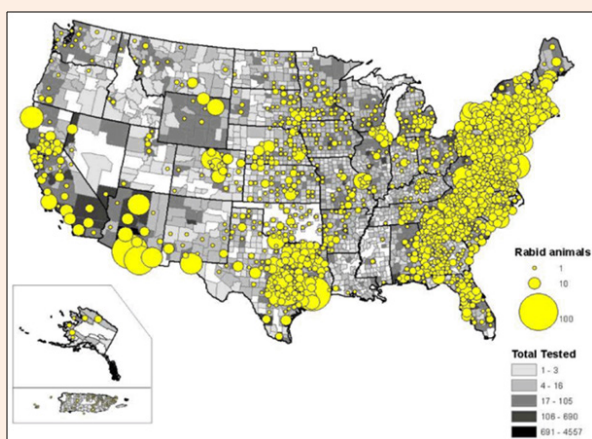 Rabid animals
1
10
100
Total Tested
1 - 3
4 - 16
17 - 105
106 - 690
691 - 4557